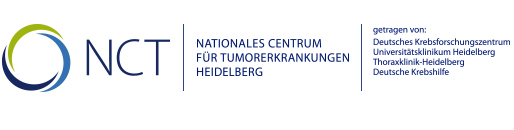 NCT
NATIONALES CENTRUM
FÜR TUMORERKRANKUNGEN
HEIDELBERG
getragen von:
Deutsches Krebsforschungszentrum
Universitätsklinikum Heidelberg
Thoraxklinik-Heidelberg
Deutsche Krebshilfe